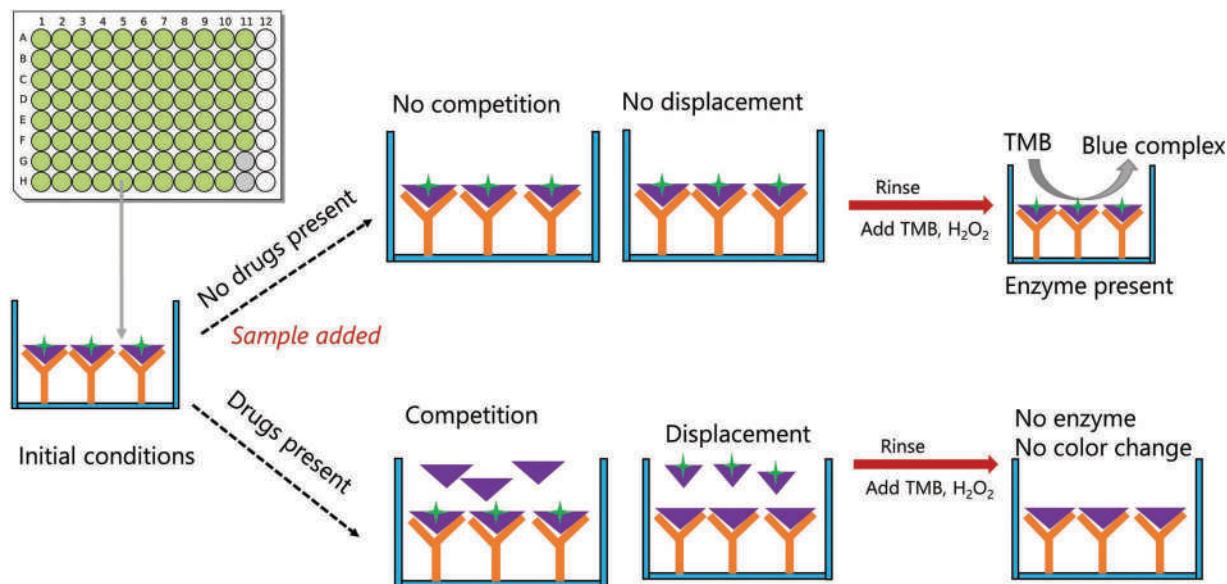 1 2 3 4 5 6 7 8 9 10 11 12
A
B
C
D
E
F
G
H
No competition
No displacement
TMB
Blue complex
Rinse
Add TMB, H₂O₂
Enzyme present
No drugs present
Sample added
Initial conditions
Drugs present
Competition
Displacement
Rinse
Add TMB, H₂O₂
No enzyme
No color change